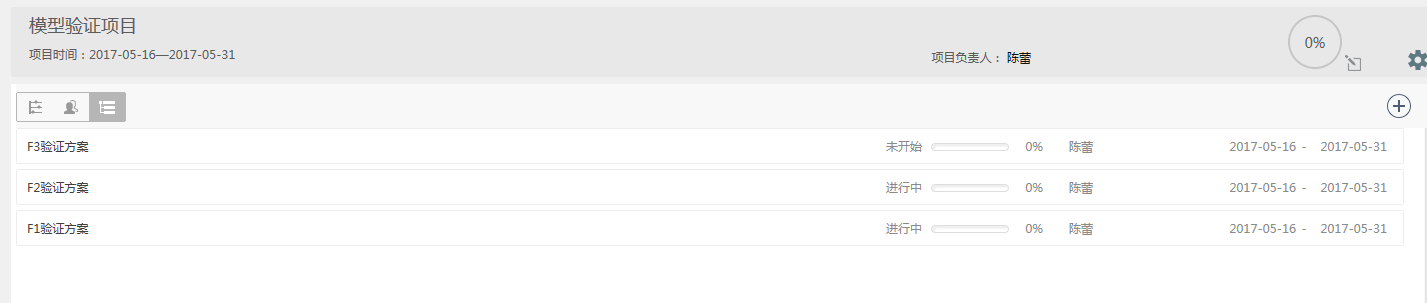 模型验证项目
项目时间：2017-05-16—2017-05-31
项目负责人： 陈蕾
0%
F3验证方案 未开始 0% 陈蕾 2017-05-16 - 2017-05-31
F2验证方案 进行中 0% 陈蕾 2017-05-16 - 2017-05-31
F1验证方案 进行中 0% 陈蕾 2017-05-16 - 2017-05-31